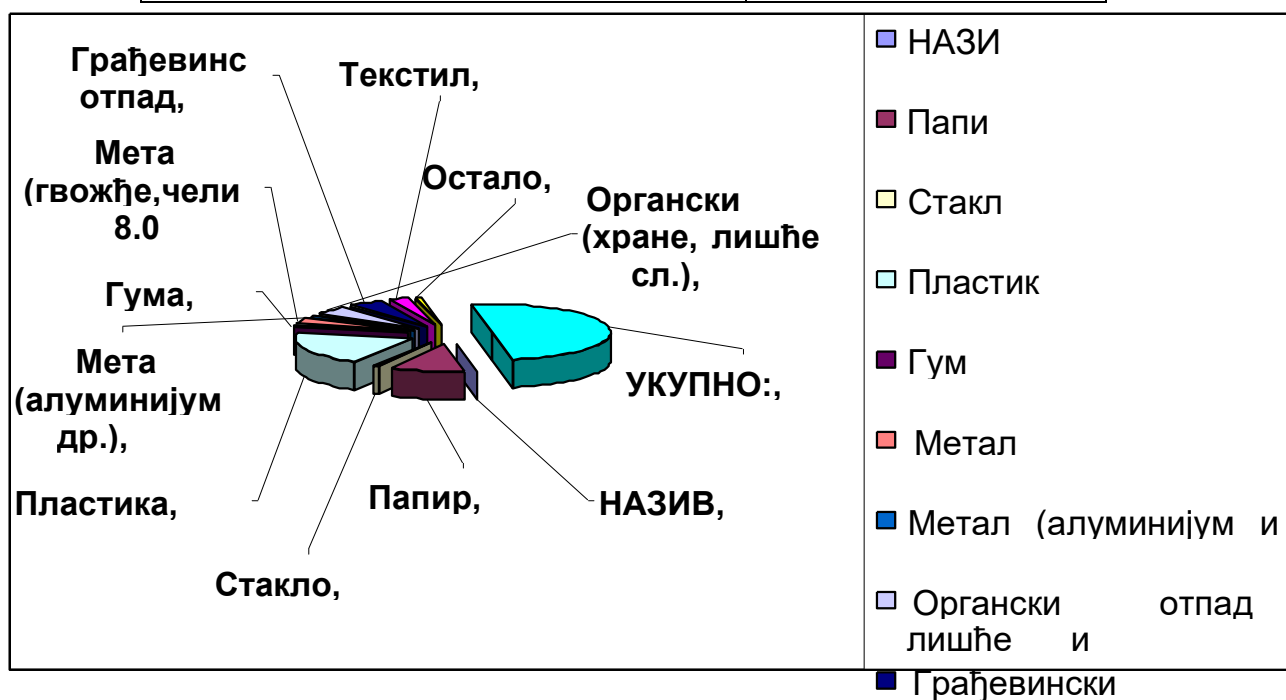 Грађевинс
отпад,
Текстил,
Мета
(гвожђе,чели
8.0
Остало,
Органски
(хране, лишће
сл.),
Гума,
Мета
(алуминијум
др.),
УКУПНО:,
Пластика,
Папир,
НАЗИВ,
Стакло,
НАЗИ
Папи
Стакл
Пластик
Гум
Метал
Метал (алуминијум и
Органски отпад
лишће и
Грађевински